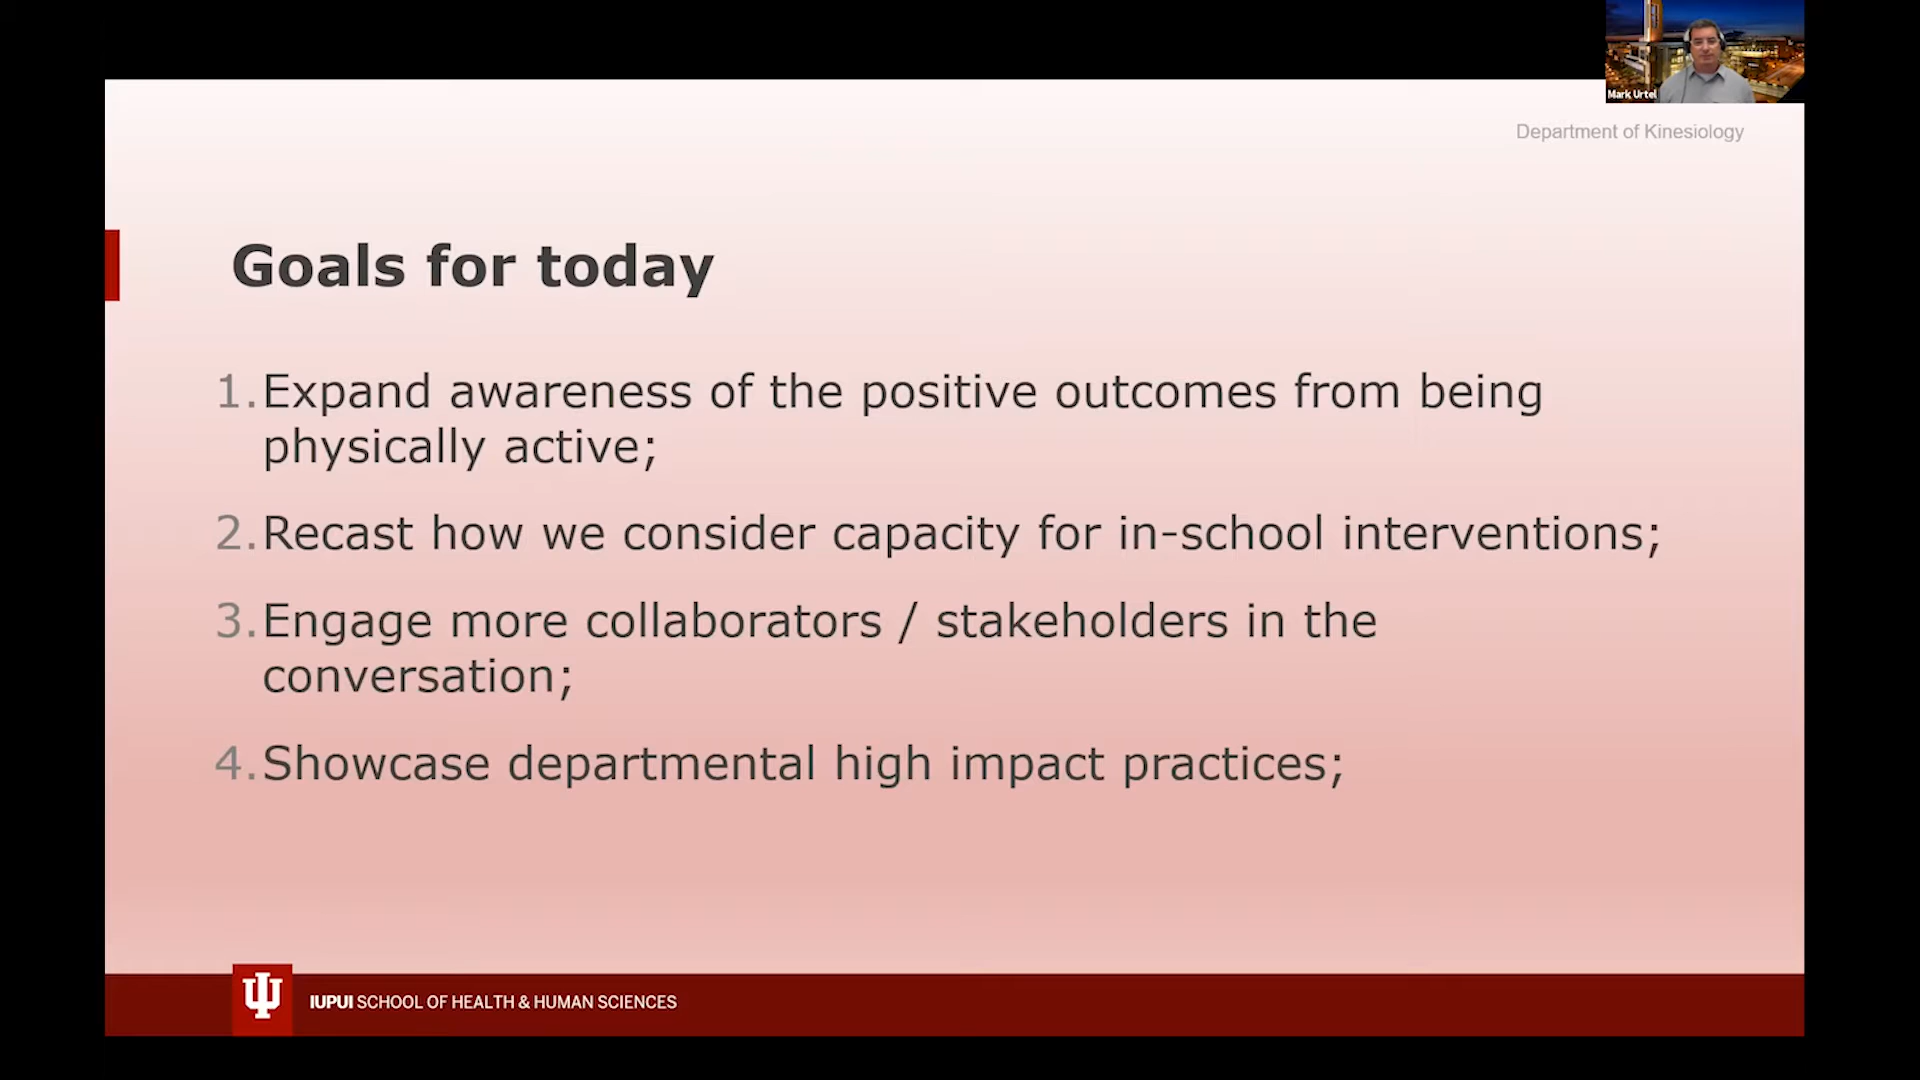 Mark Urtel
Department of Kinesiology
Goals for today
1. Expand awareness of the positive outcomes from being
physically active;
2. Recast how we consider capacity for in-school interventions;
3. Engage more collaborators / stakeholders in the
conversation;
4. Showcase departmental high impact practices;
IUPUI SCHOOL OF HEALTH & HUMAN SCIENCES